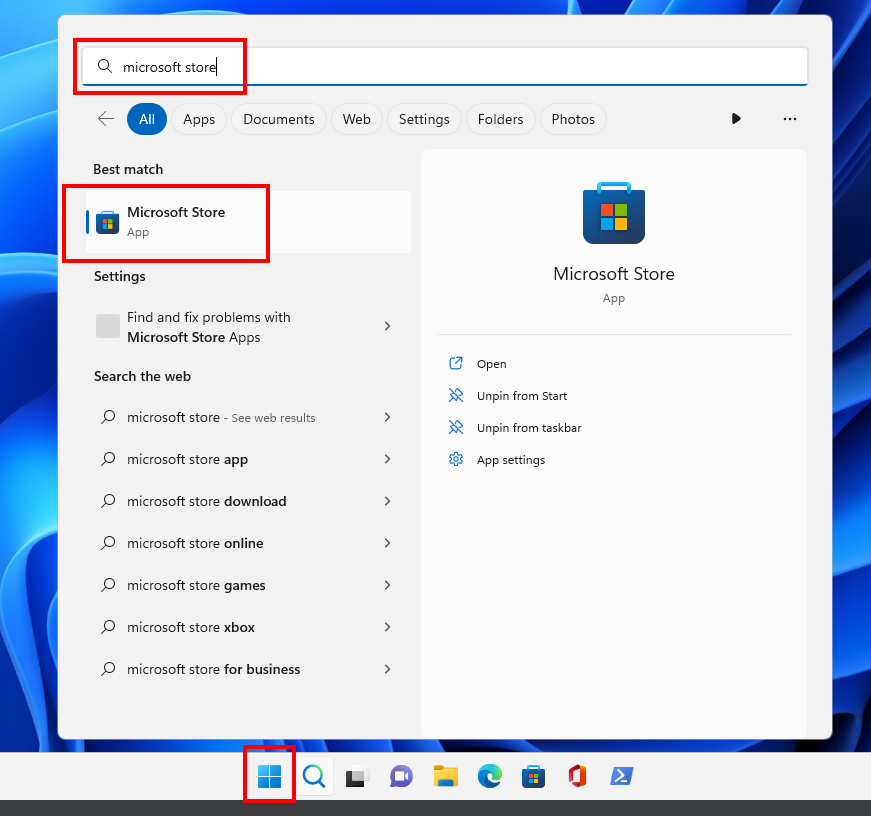 microsoft store
All
Apps
Documents
Web
Settings
Folders
Photos
Best match
Microsoft Store
App
Settings
Find and fix problems with
Microsoft Store Apps
Search the web
microsoft store - See web results
microsoft store app
microsoft store download
microsoft store online
microsoft store games
microsoft store xbox
microsoft store for business
Microsoft Store
App
Open
Unpin from Start
Unpin from taskbar
App settings